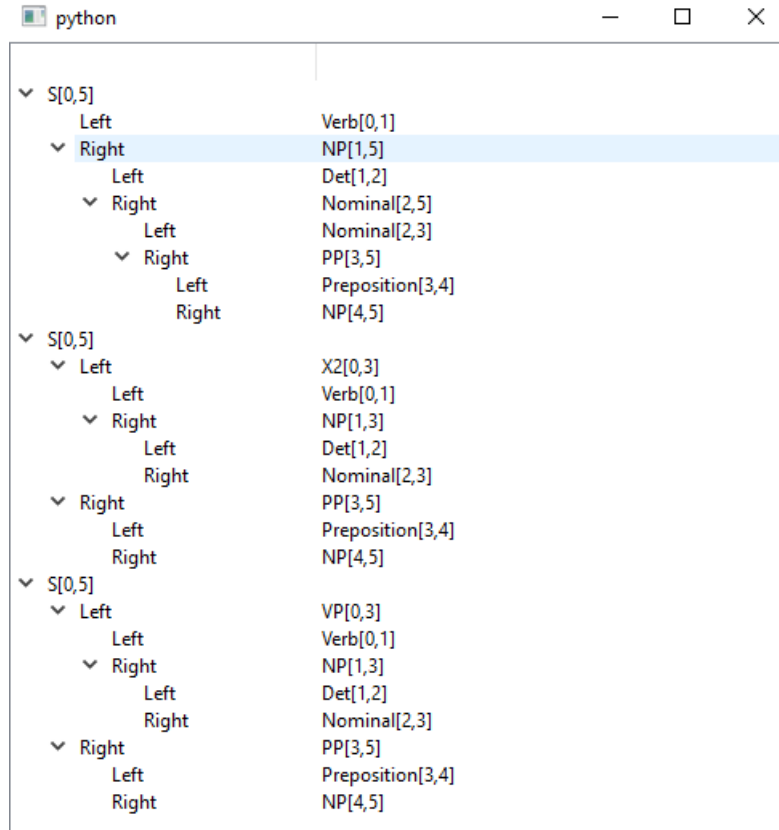 python
S[0,5]
Left Verb[0,1]
Right NP[1,5]
Left Det[1,2]
Right Nominal[2,5]
Left Nominal[2,3]
Right PP[3,5]
Left Preposition[3,4]
Right NP[4,5]
S[0,5]
Left X2[0,3]
Left Verb[0,1]
Right NP[1,3]
Left Det[1,2]
Right Nominal[2,3]
Right PP[3,5]
Left Preposition[3,4]
Right NP[4,5]
S[0,5]
Left VP[0,3]
Left Verb[0,1]
Right NP[1,3]
Left Det[1,2]
Right Nominal[2,3]
Right PP[3,5]
Left Preposition[3,4]
Right NP[4,5]